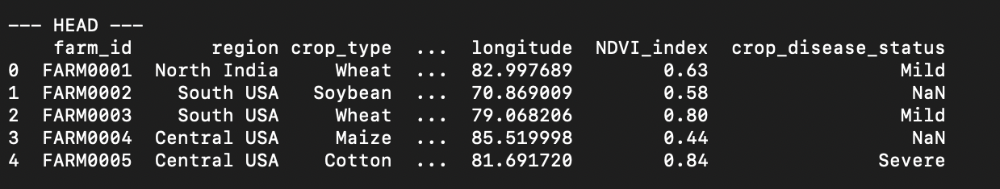 --- HEAD ---
farm_id region crop_type ... longitude NDVI_index crop_disease_status
0 FARM0001 North India Wheat ... 82.997689 0.63 Mild
1 FARM0002 South USA Soybean ... 70.869009 0.58 NaN
2 FARM0003 South USA Wheat ... 79.068206 0.80 Mild
3 FARM0004 Central USA Maize ... 85.519998 0.44 NaN
4 FARM0005 Central USA Cotton ... 81.691720 0.84 Severe